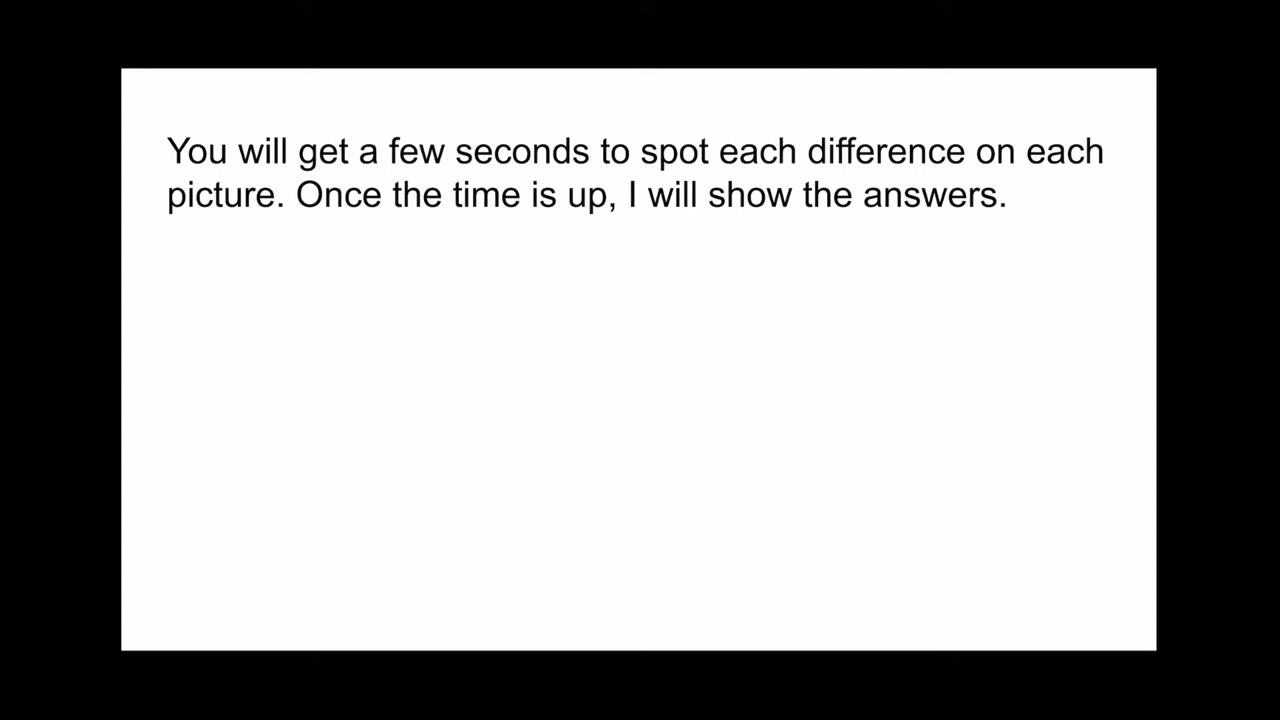 You will get a few seconds to spot each difference on each
picture. Once the time is up, I will show the answers.